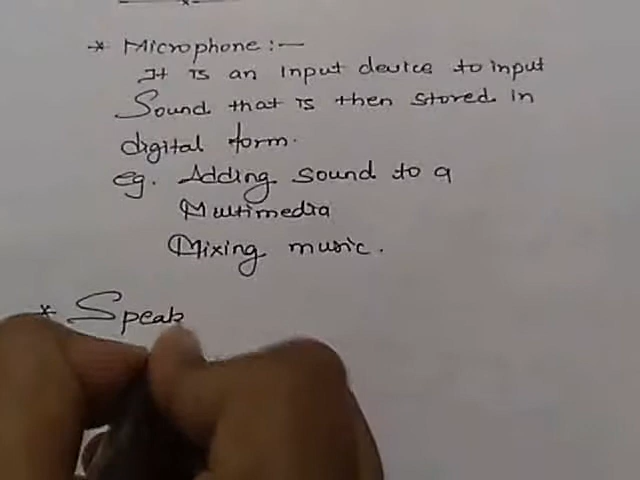 * Microphone :-
It is an input device to input
Sound that is then stored in
digital form.
eg. Adding sound to a
Multimedia
Mixing music.
* Speak